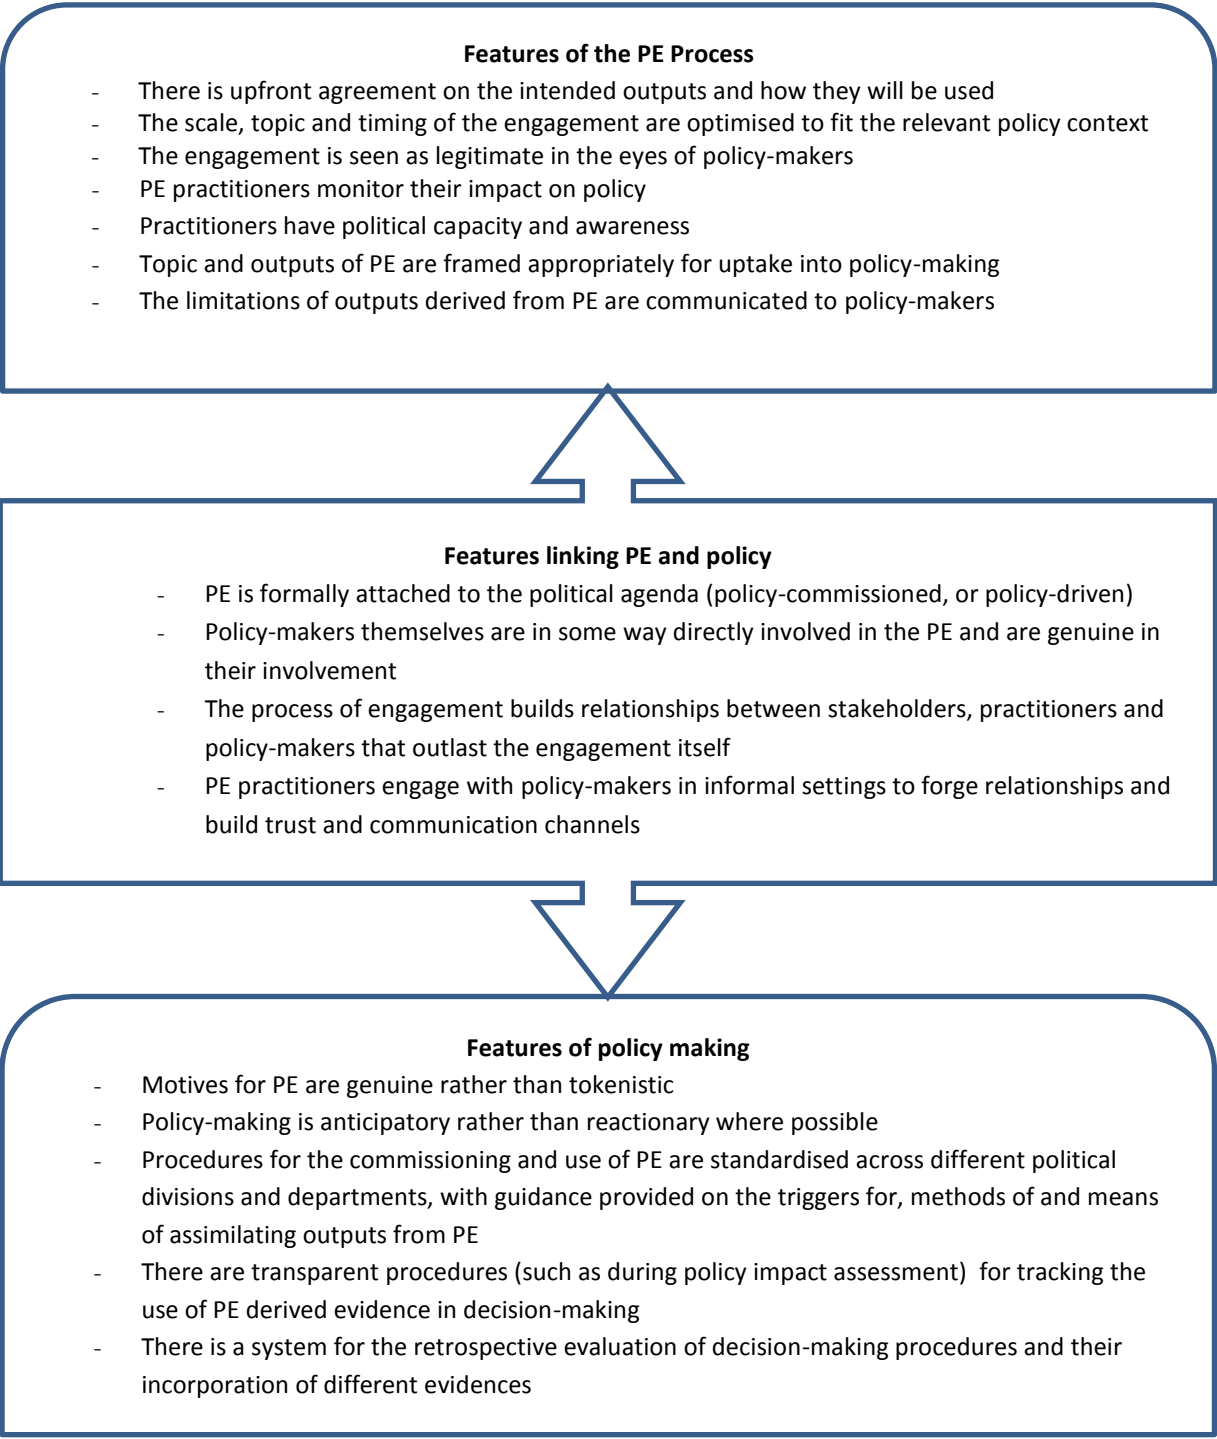 Features of the PE Process
- There is upfront agreement on the intended outputs and how they will be used
- The scale, topic and timing of the engagement are optimised to fit the relevant policy context
- The engagement is seen as legitimate in the eyes of policy-makers
- PE practitioners monitor their impact on policy
- Practitioners have political capacity and awareness
- Topic and outputs of PE are framed appropriately for uptake into policy-making
- The limitations of outputs derived from PE are communicated to policy-makers
Features linking PE and policy
- PE is formally attached to the political agenda (policy-commissioned, or policy-driven)
- Policy-makers themselves are in some way directly involved in the PE and are genuine in
their involvement
- The process of engagement builds relationships between stakeholders, practitioners and
policy-makers that outlast the engagement itself
- PE practitioners engage with policy-makers in informal settings to forge relationships and
build trust and communication channels
Features of policy making
- Motives for PE are genuine rather than tokenistic
- Policy-making is anticipatory rather than reactionary where possible
- Procedures for the commissioning and use of PE are standardised across different political
divisions and departments, with guidance provided on the triggers for, methods of and means
of assimilating outputs from PE
- There are transparent procedures (such as during policy impact assessment)  for tracking the
use of PE derived evidence in decision-making
- There is a system for the retrospective evaluation of decision-making procedures and their
incorporation of different evidences